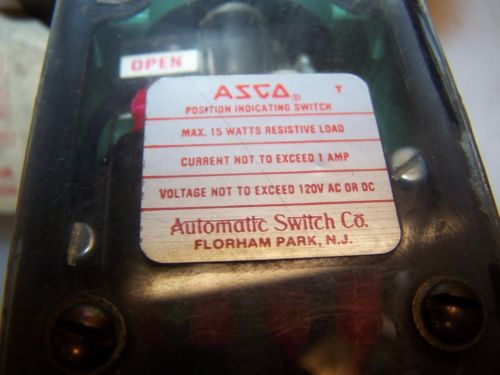 OPEN
ASCO® T
POSITION INDICATING SWITCH
MAX. 15 WATTS RESISTIVE LOAD
CURRENT NOT TO EXCEED 1 AMP
VOLTAGE NOT TO EXCEED 120V AC OR DC
Automatic Switch Co.
FLORHAM PARK, N.J.